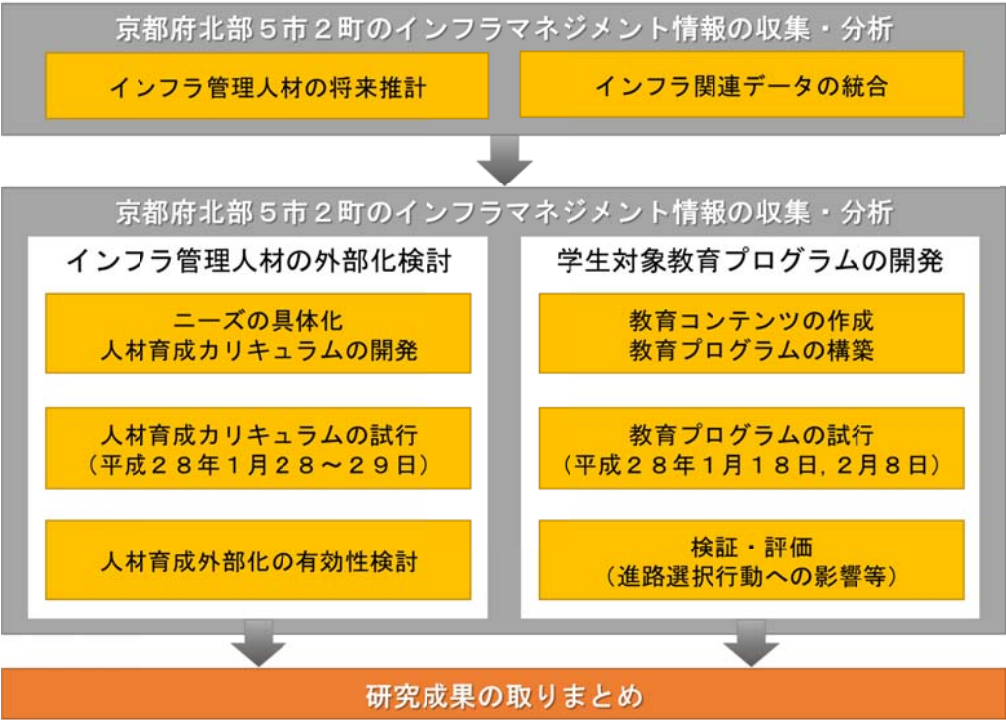 京都府北部５市２町のインフラマネジメント情報の収集・分析
インフラ管理人材の将来推計
インフラ関連データの統合
京都府北部５市２町のインフラマネジメント情報の収集・分析
インフラ管理人材の外部化検討
ニーズの具体化
人材育成カリキュラムの開発
人材育成カリキュラムの試行
（平成２８年１月２８～２９日）
人材育成外部化の有効性検討
学生対象教育プログラムの開発
教育コンテンツの作成
教育プログラムの構築
教育プログラムの試行
（平成２８年１月１８日，２月８日）
検証・評価
（進路選択行動への影響等）
研究成果の取りまとめ